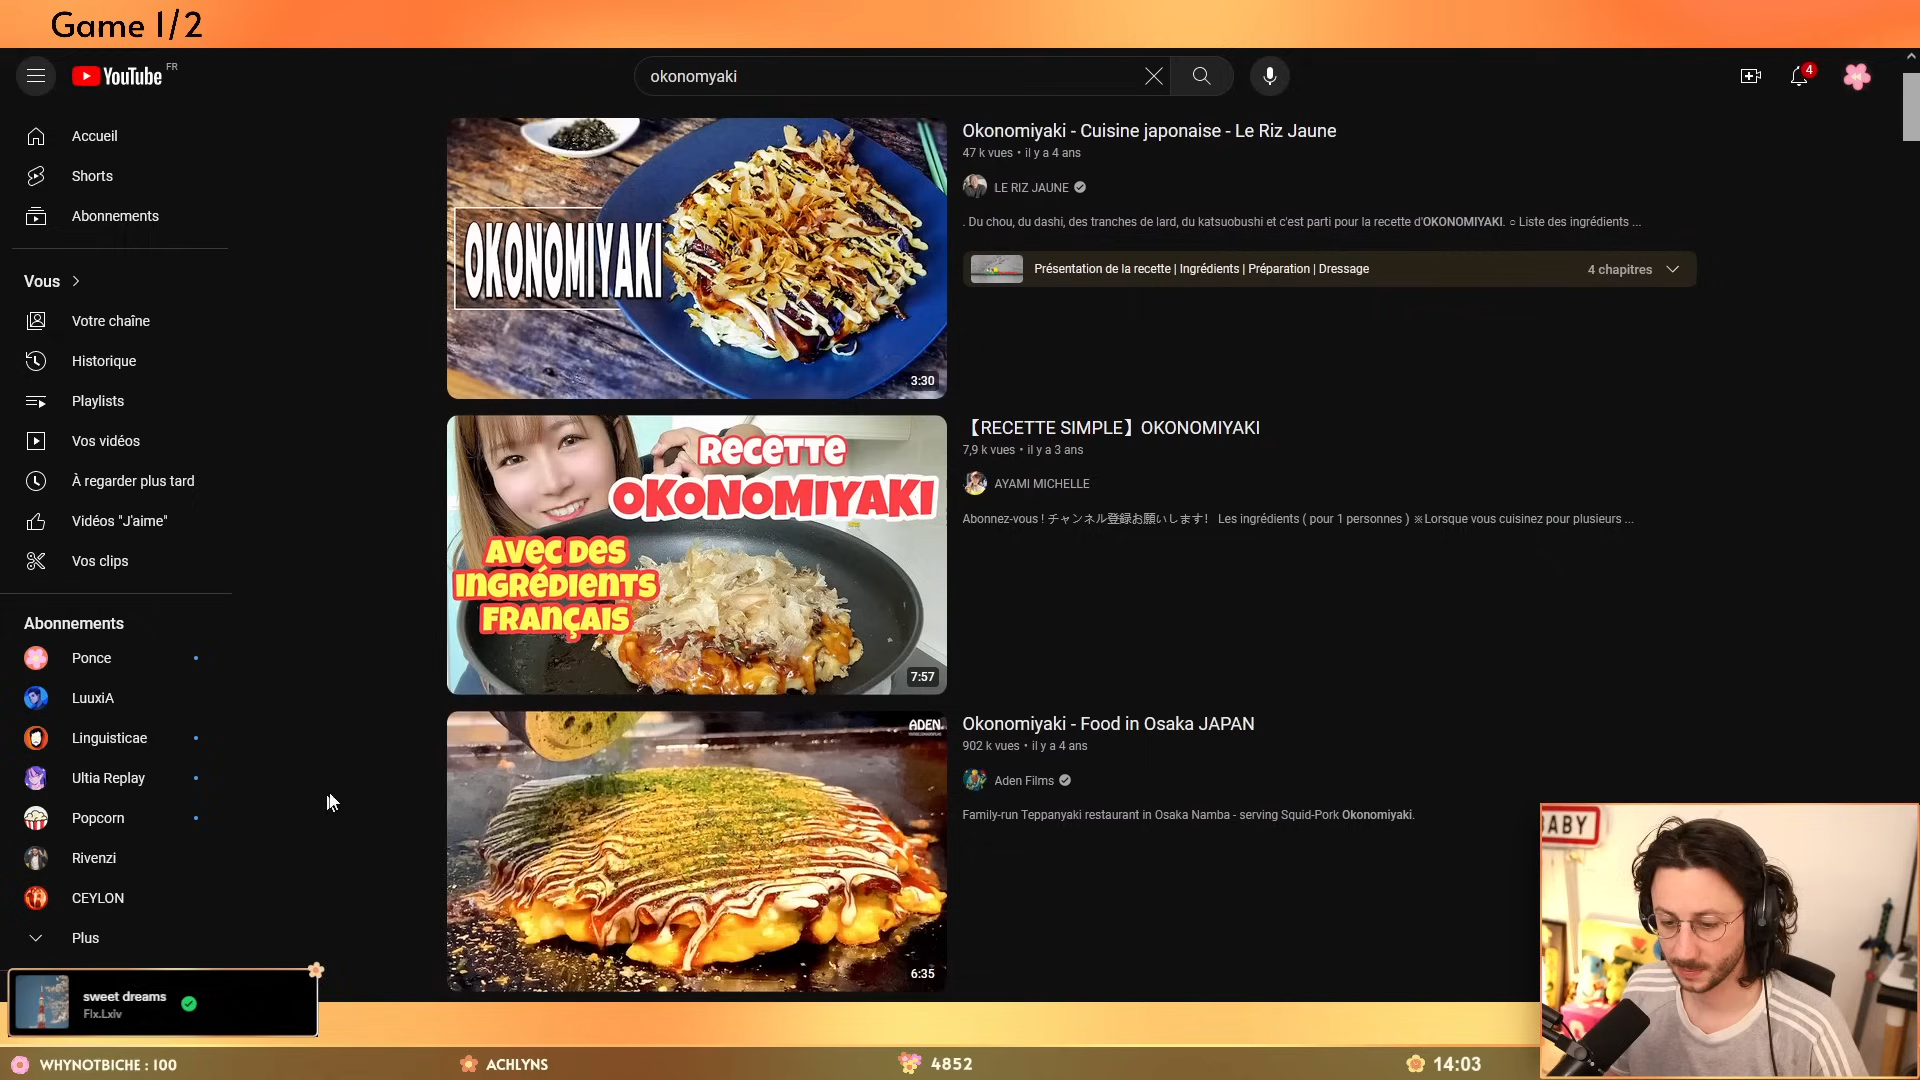 Game 1/2
YouTube FR
okonomyaki
4
Accueil
Shorts
Abonnements
Vous
Votre chaîne
Historique
Playlists
Vos vidéos
À regarder plus tard
Vidéos "J'aime"
Vos clips
Abonnements
Ponce
LuuxiA
Linguisticae
Ultia Replay
Popcorn
Rivenzi
CEYLON
Plus
OKONOMIYAKI
3:30
Okonomiyaki - Cuisine japonaise - Le Riz Jaune
47 k vues • il y a 4 ans
LE RIZ JAUNE
. Du chou, du dashi, des tranches de lard, du katsuobushi et c'est parti pour la recette d'OKONOMIYAKI. ○ Liste des ingrédients ...
Présentation de la recette | Ingrédients | Préparation | Dressage
4 chapitres
RECETTE
OKONOMIYAKI
AVEC DES
INGRÉDIENTS
FRANÇAIS
7:57
【RECETTE SIMPLE】OKONOMIYAKI
7,9 k vues • il y a 3 ans
AYAMI MICHELLE
Abonnez-vous ! チャンネル登録お願いします! Les ingrédients ( pour 1 personnes ) ※Lorsque vous cuisinez pour plusieurs ...
ADEN
6:35
Okonomiyaki - Food in Osaka JAPAN
902 k vues • il y a 4 ans
Aden Films
Family-run Teppanyaki restaurant in Osaka Namba - serving Squid-Pork Okonomiyaki.
BABY
sweet dreams
Flx.Lxiv
WHYNOTBICHE : 100
ACHLYNS
4852
14:03